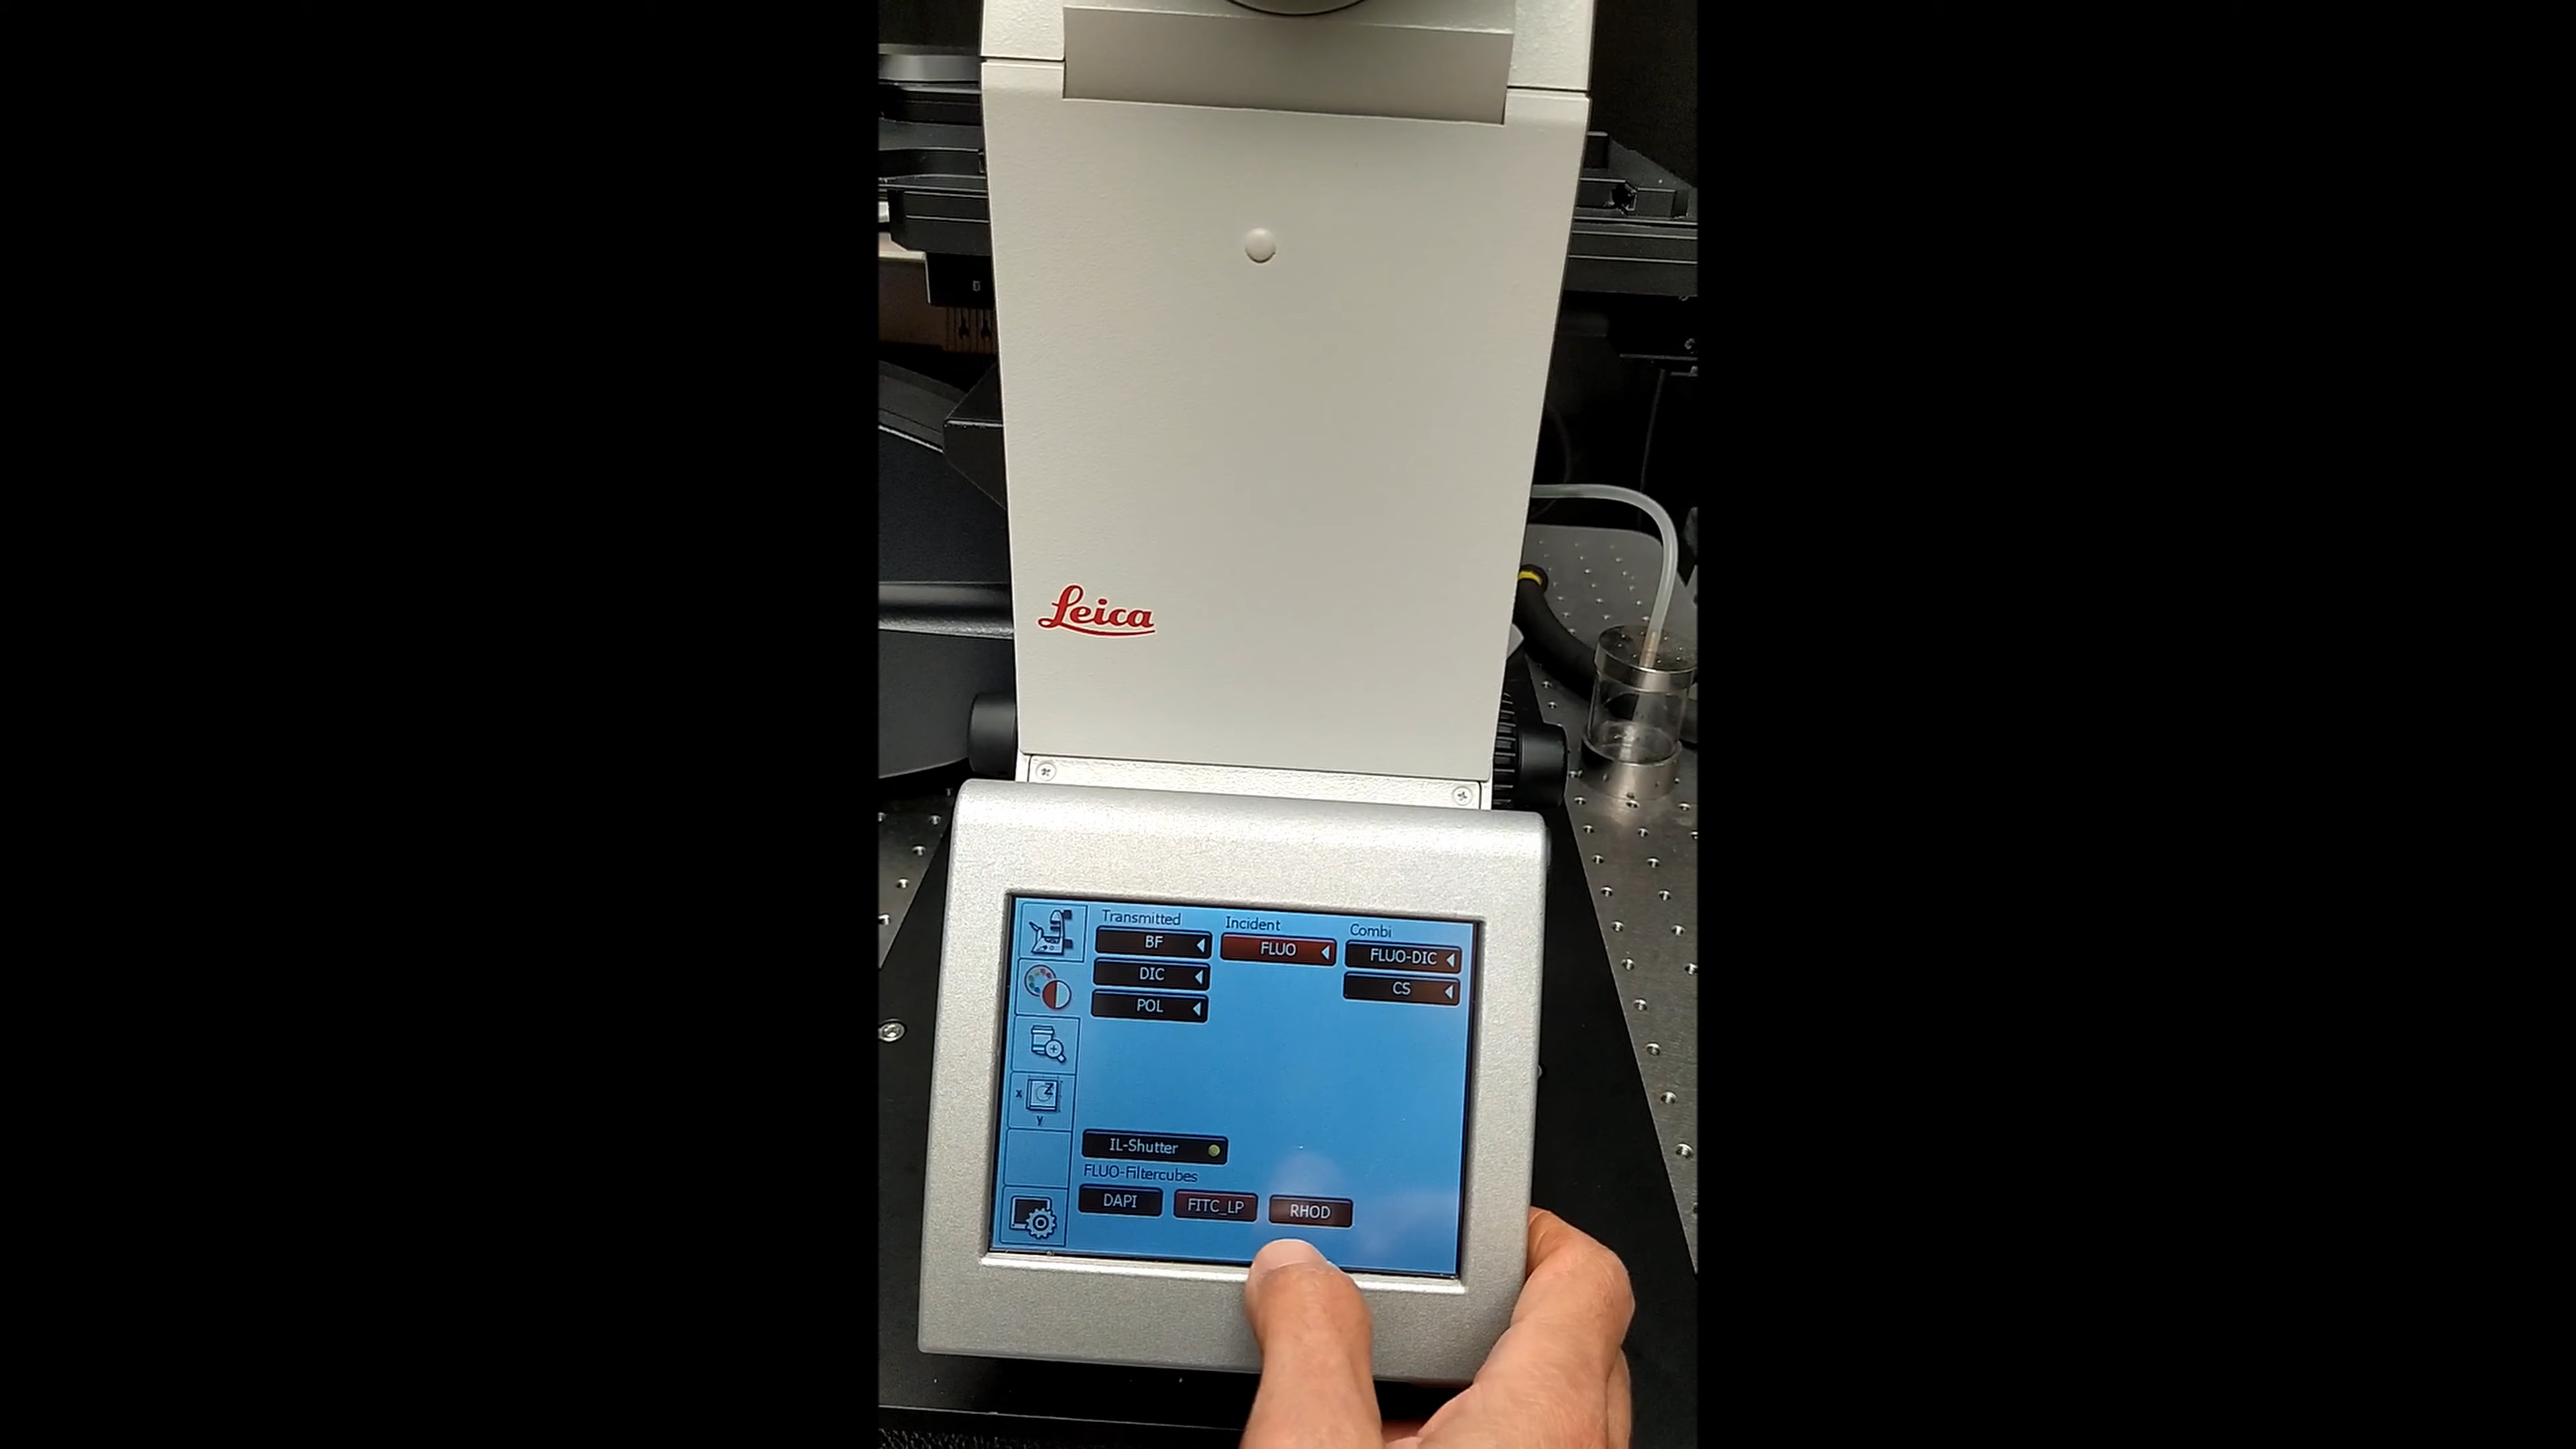 Leica
Transmitted
BF
DIC
POL
Incident
FLUO
Combi
FLUO-DIC
CS
x
Z
y
IL-Shutter
FLUO-Filtercubes
DAPI
FITC_LP
RHOD